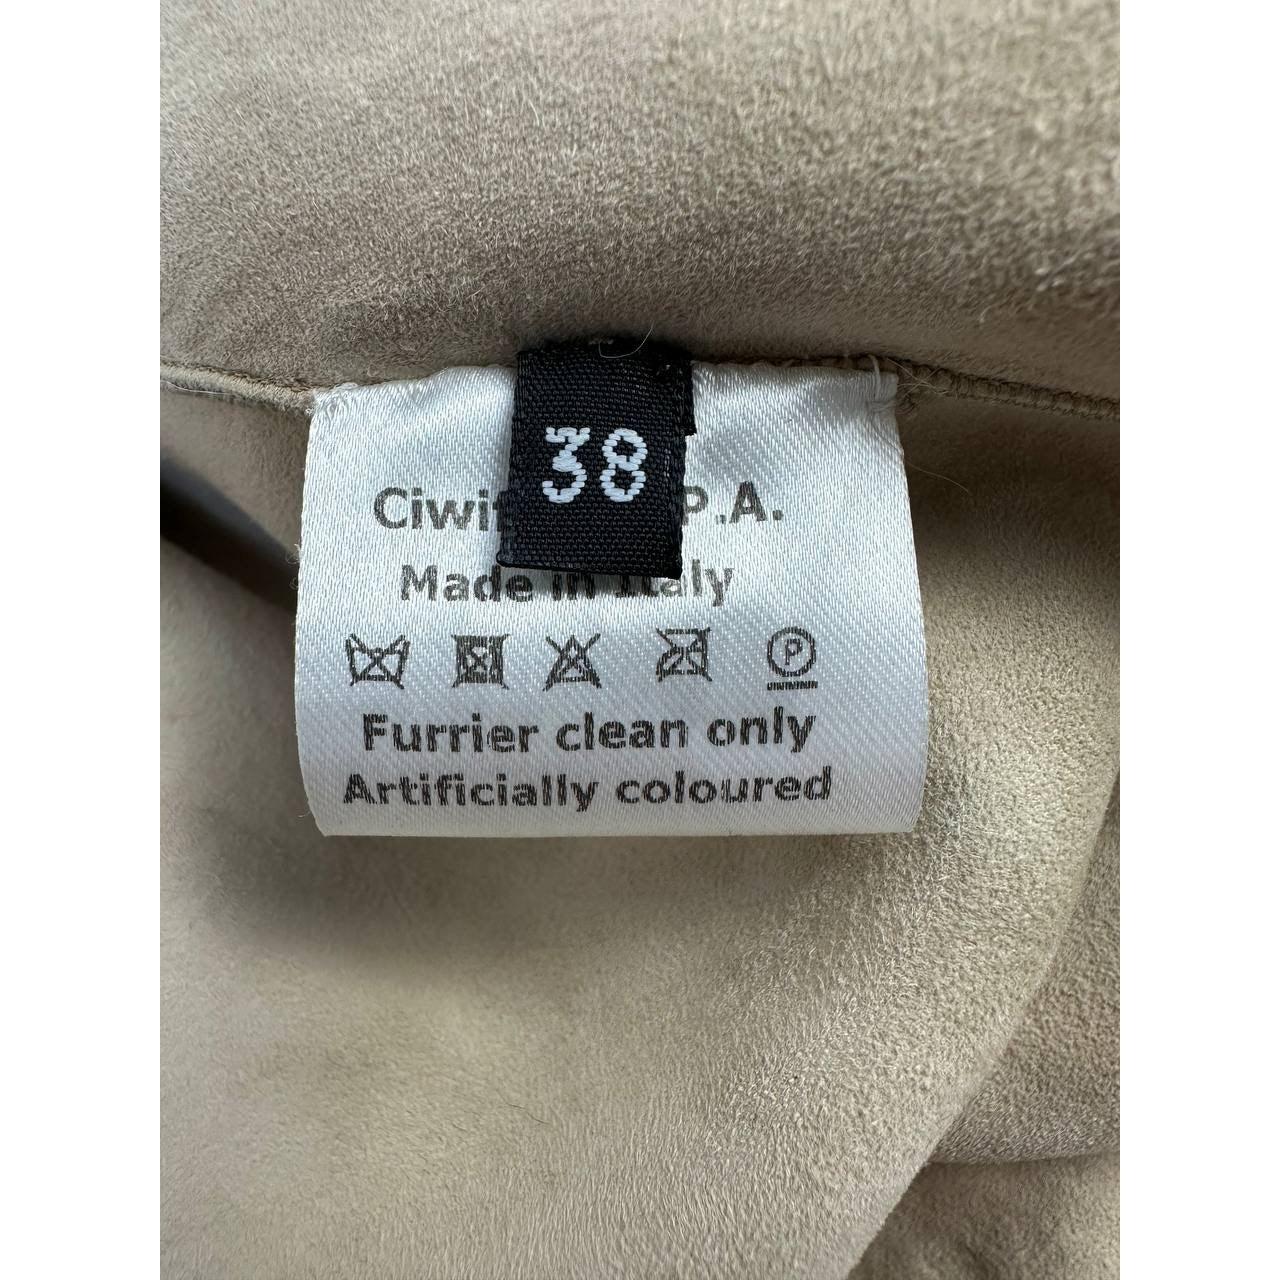 38
P.A.
Made in Italy
P
Furrier clean only
Artificially coloured